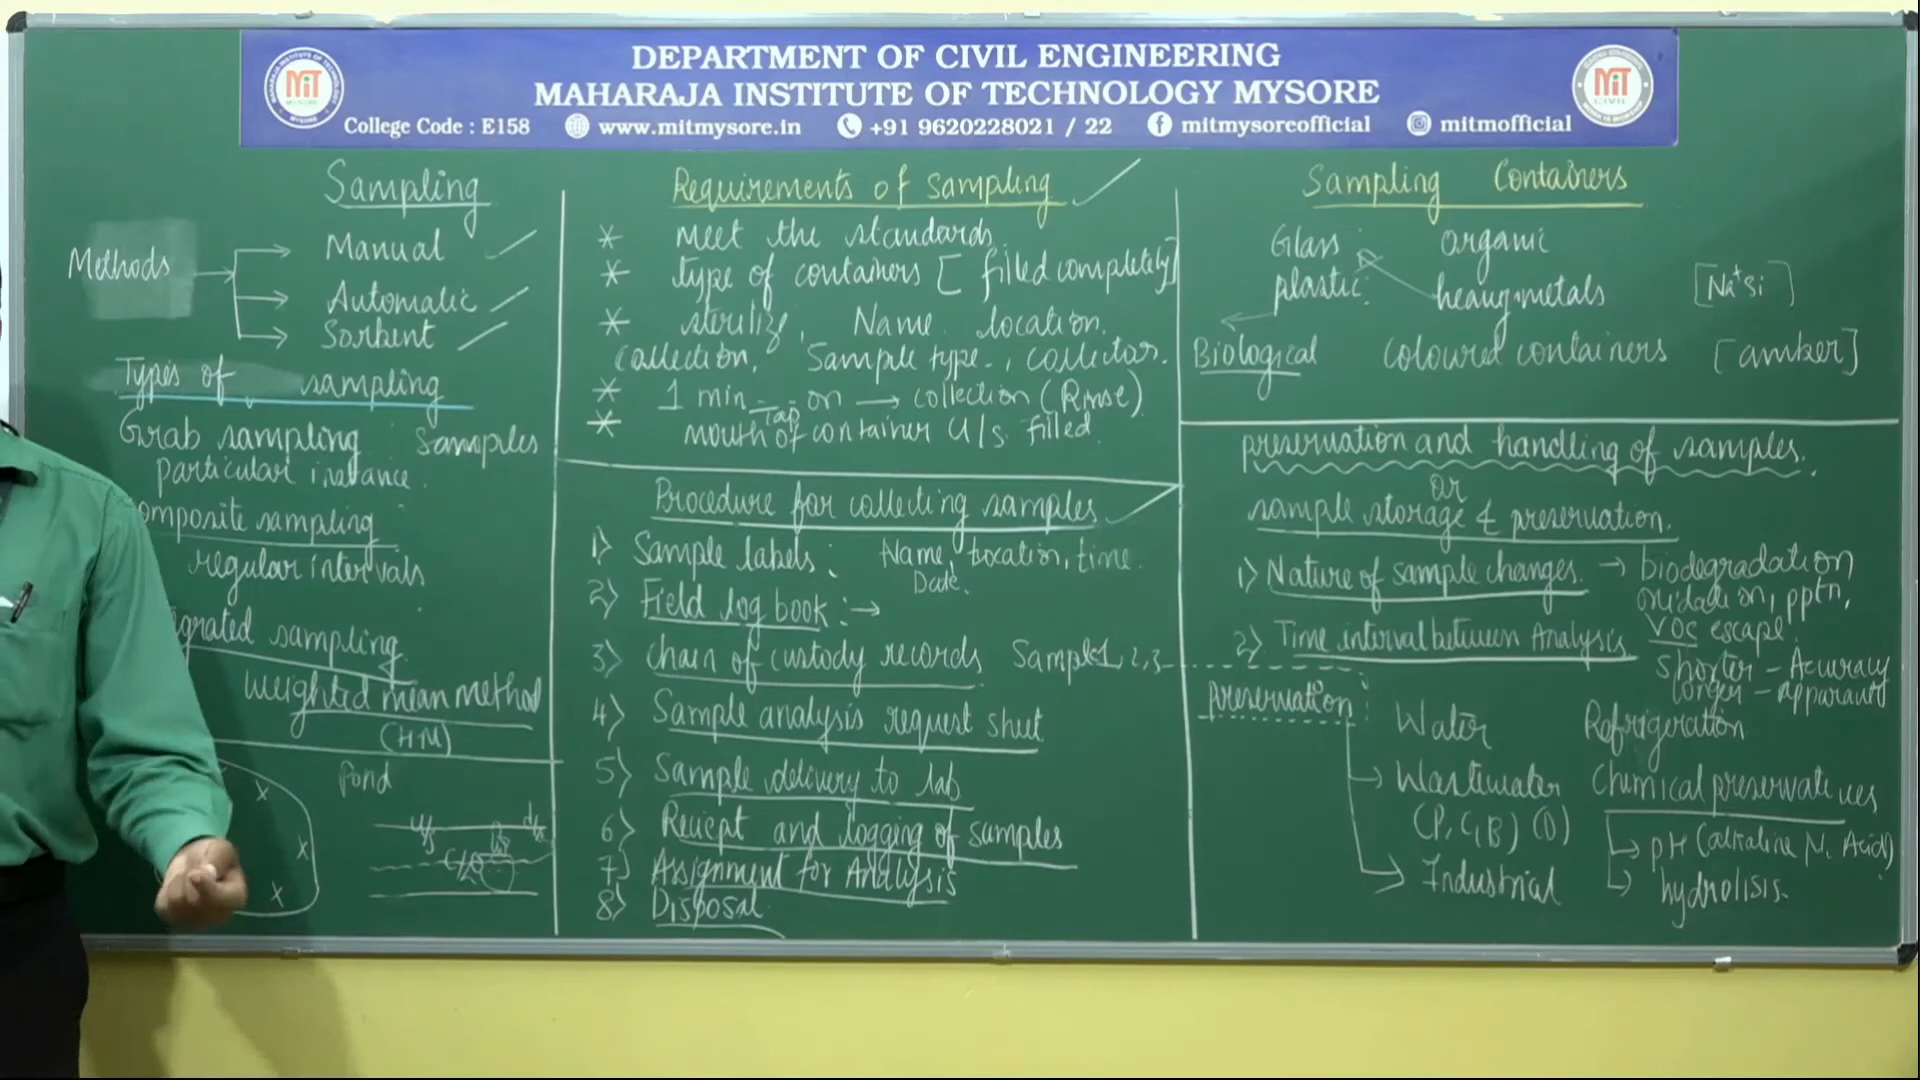 DEPARTMENT OF CIVIL ENGINEERING
MAHARAJA INSTITUTE OF TECHNOLOGY MYSORE
College Code : E158 www.mitmysore.in +91 9620228021 / 22 mitmysoreofficial mitmofficial
MIT
MYSORE
MIT
CIVIL
Sampling
Methods
Manual
Automatic
Sorbent
Types of sampling
Grab sampling Samples
particular instance.
omposite sampling
regular intervals
egrated sampling
weighted mean method
(HM)
Pond
u/s d/s
Requirements of sampling
* Meet the standards
* type of containers [filled completely]
* sterilize, Name location.
collection, Sample type, collector.
* 1 min - Tap on → collection (Rinse)
* mouth of container u/s filled.
Procedure for collecting samples
1) Sample labels: Name, location, time.
Date.
2) Field log book: →
3) Chain of custody records Sample 1, 2, 3
4) Sample analysis request sheet
5) Sample delivery to lab
6) Reciept and logging of samples
7) Assignment for Analysis
8) Disposal
Sampling Containers
Glass organic
plastic: heavymetals [Na+ Si]
Biological coloured containers [amber]
preservation and handling of samples.
or
sample storage & preservation.
1) Nature of sample changes. → biodegradation
oxidation, pptn,
VOC escape.
2) Time interval between Analysis.
Shorter - Accuracy
longer -
preservation
Water Refrigeration
Wastewater Chemical preservatives
(P, C, B) (D)
→ pH (alkaline N, Acid)
Industrial hydrolisis.